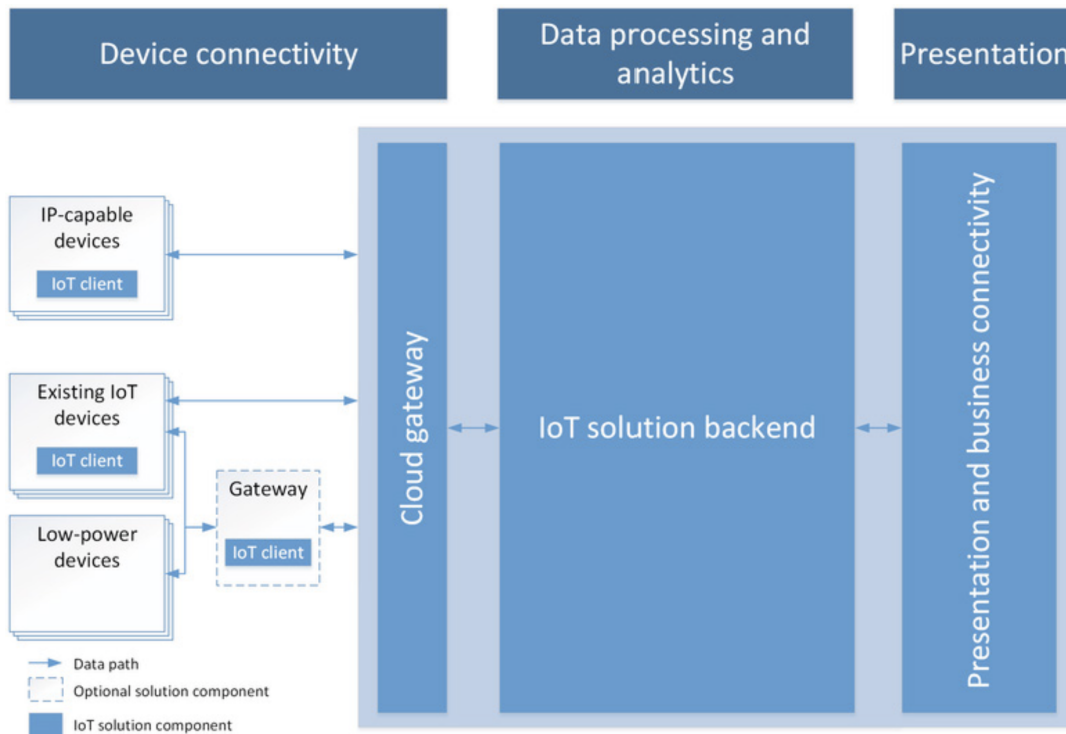 Device connectivity
Data processing and
analytics
Presentation
IP-capable
devices
IoT client
Existing IoT
devices
IoT client
Low-power
devices
Gateway
IoT client
Cloud gateway
IoT solution backend
Presentation and business connectivity
Data path
Optional solution component
IoT solution component